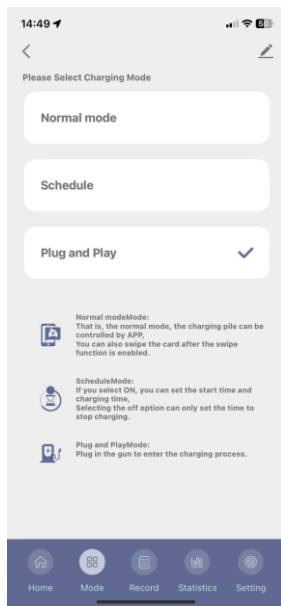 14:49
Please Select Charging Mode
Normal mode
Schedule
Plug and Play
Normal modeMode:
That is, the normal mode, the charging pile can be
controlled by APP,
You can also swipe the card after the swipe
function is enabled.
ScheduleMode:
If you select ON, you can set the start time and
charging time,
Selecting the off option can only set the time to
stop charging.
Plug and PlayMode:
Plug in the gun to enter the charging process.
Home Mode Record Statistics Setting